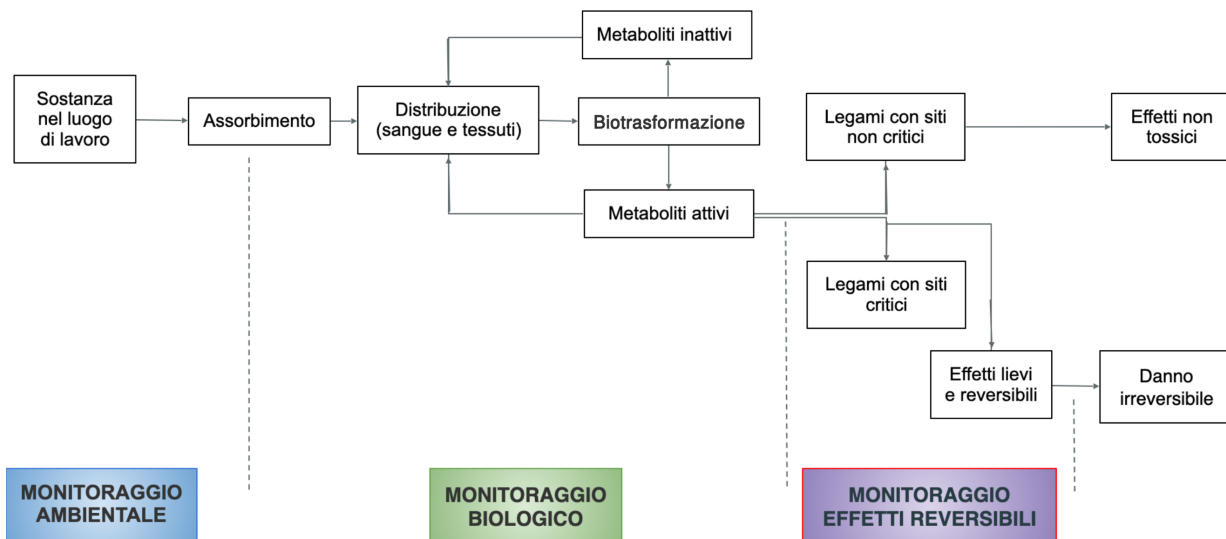 Metaboliti inattivi
Sostanza
nel luogo
di lavoro
Assorbimento
Distribuzione
(sangue e tessuti)
Biotrasformazione
Legami con siti
non critici
Effetti non
tossici
Metaboliti attivi
Legami con siti
critici
Effetti lievi
e reversibili
Danno
irreversibile
MONITORAGGIO
AMBIENTALE
MONITORAGGIO
BIOLOGICO
MONITORAGGIO
EFFETTI REVERSIBILI